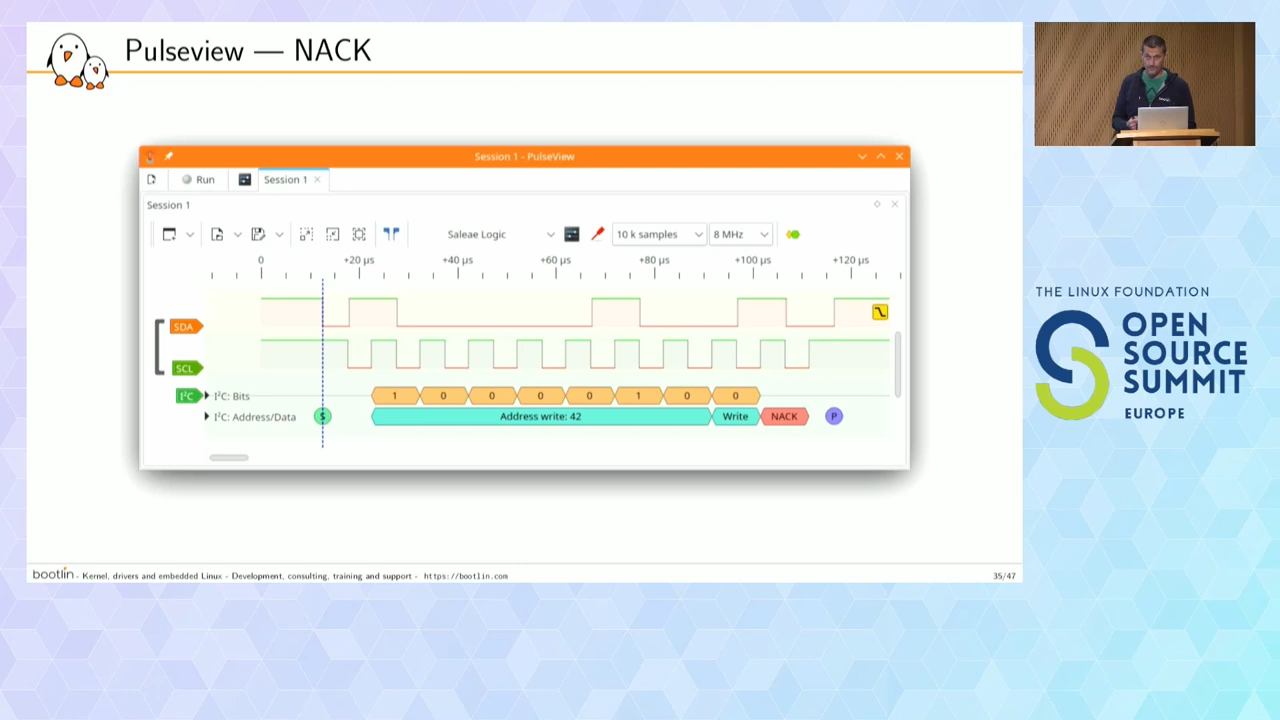 Pulseview — NACK
Session 1 - PulseView
Run
Session 1
Session 1
Saleae Logic
10 k samples
8 MHz
0 +20 µs +40 µs +60 µs +80 µs +100 µs +120 µs
SDA
SCL
I²C I²C: Bits 1 0 0 0 0 1 0 0
I²C: Address/Data S Address write: 42 Write NACK P
bootlin - Kernel, drivers and embedded Linux - Development, consulting, training and support - https://bootlin.com
35/47
THE LINUX FOUNDATION
OPEN
SOURCE
SUMMIT
EUROPE